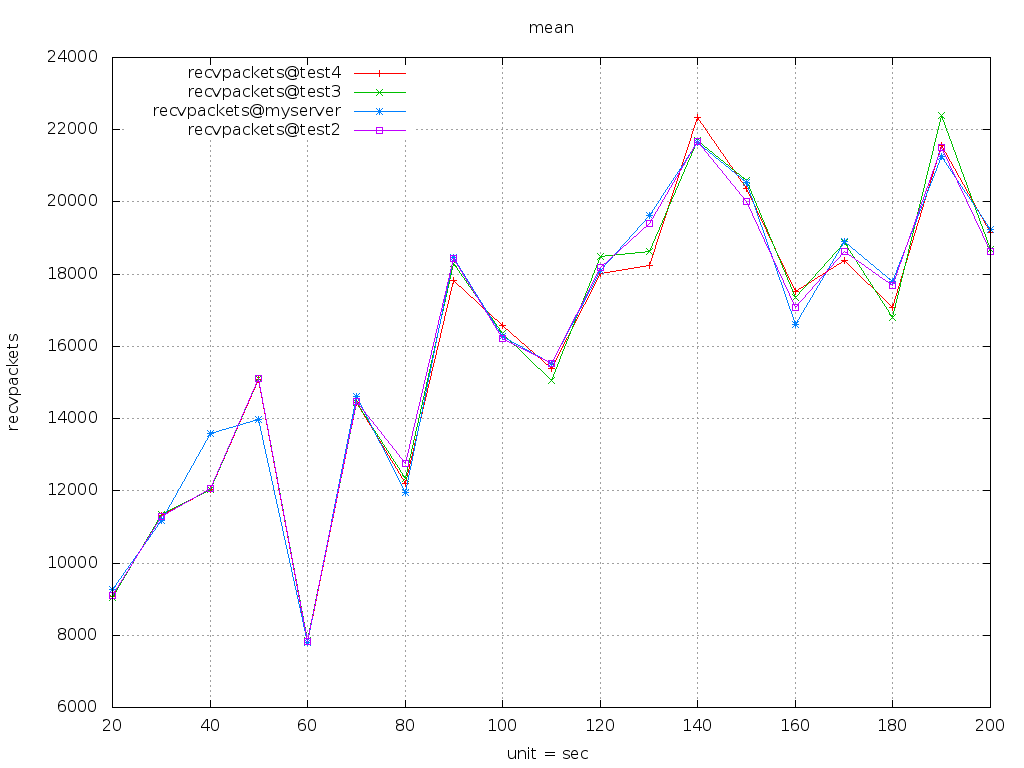 mean
24000
22000
20000
18000
16000
14000
12000
10000
8000
6000
recvpackets@test4
recvpackets@test3
recvpackets@myserver
recvpackets@test2
recvpackets
20 40 60 80 100 120 140 160 180 200
unit = sec